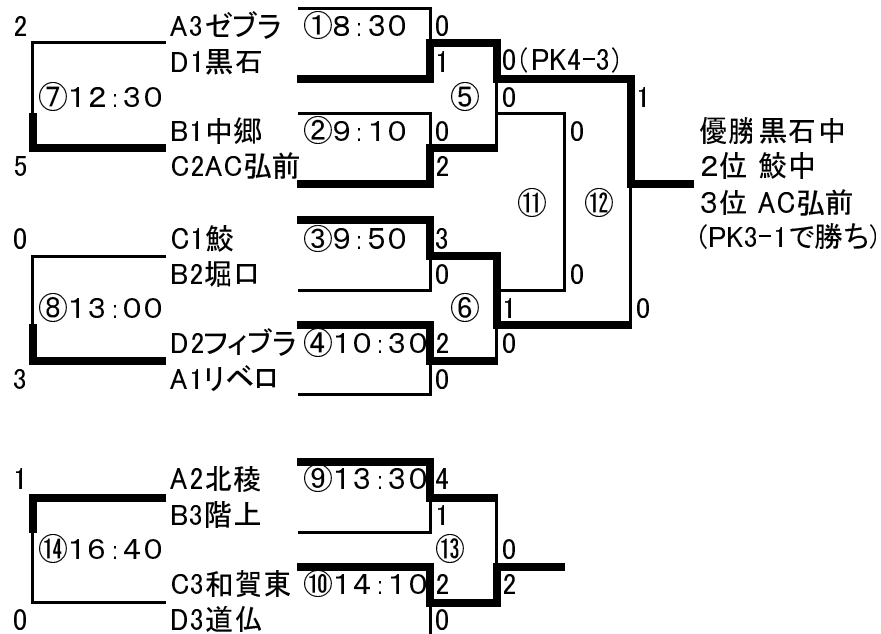 2 A3ゼブラ ①8:30 0
D1黒石 1 0(PK4-3)
⑦12:30 ⑤ 0 1
B1中郷 ②9:10 0 0 優勝 黒石中
5 C2AC弘前 2 2位 鮫中
⑪ ⑫ 3位 AC弘前
0 C1鮫 ③9:50 3 (PK3-1で勝ち)
B2堀口 0 0
⑧13:00 ⑥ 1 0
D2フィブラ ④10:30 2 0
3 A1リベロ 0
1 A2北稜 ⑨13:30 4
B3階上 1
⑭16:40 ⑬ 0
C3和賀東 ⑩14:10 2 2
0 D3道仏 0